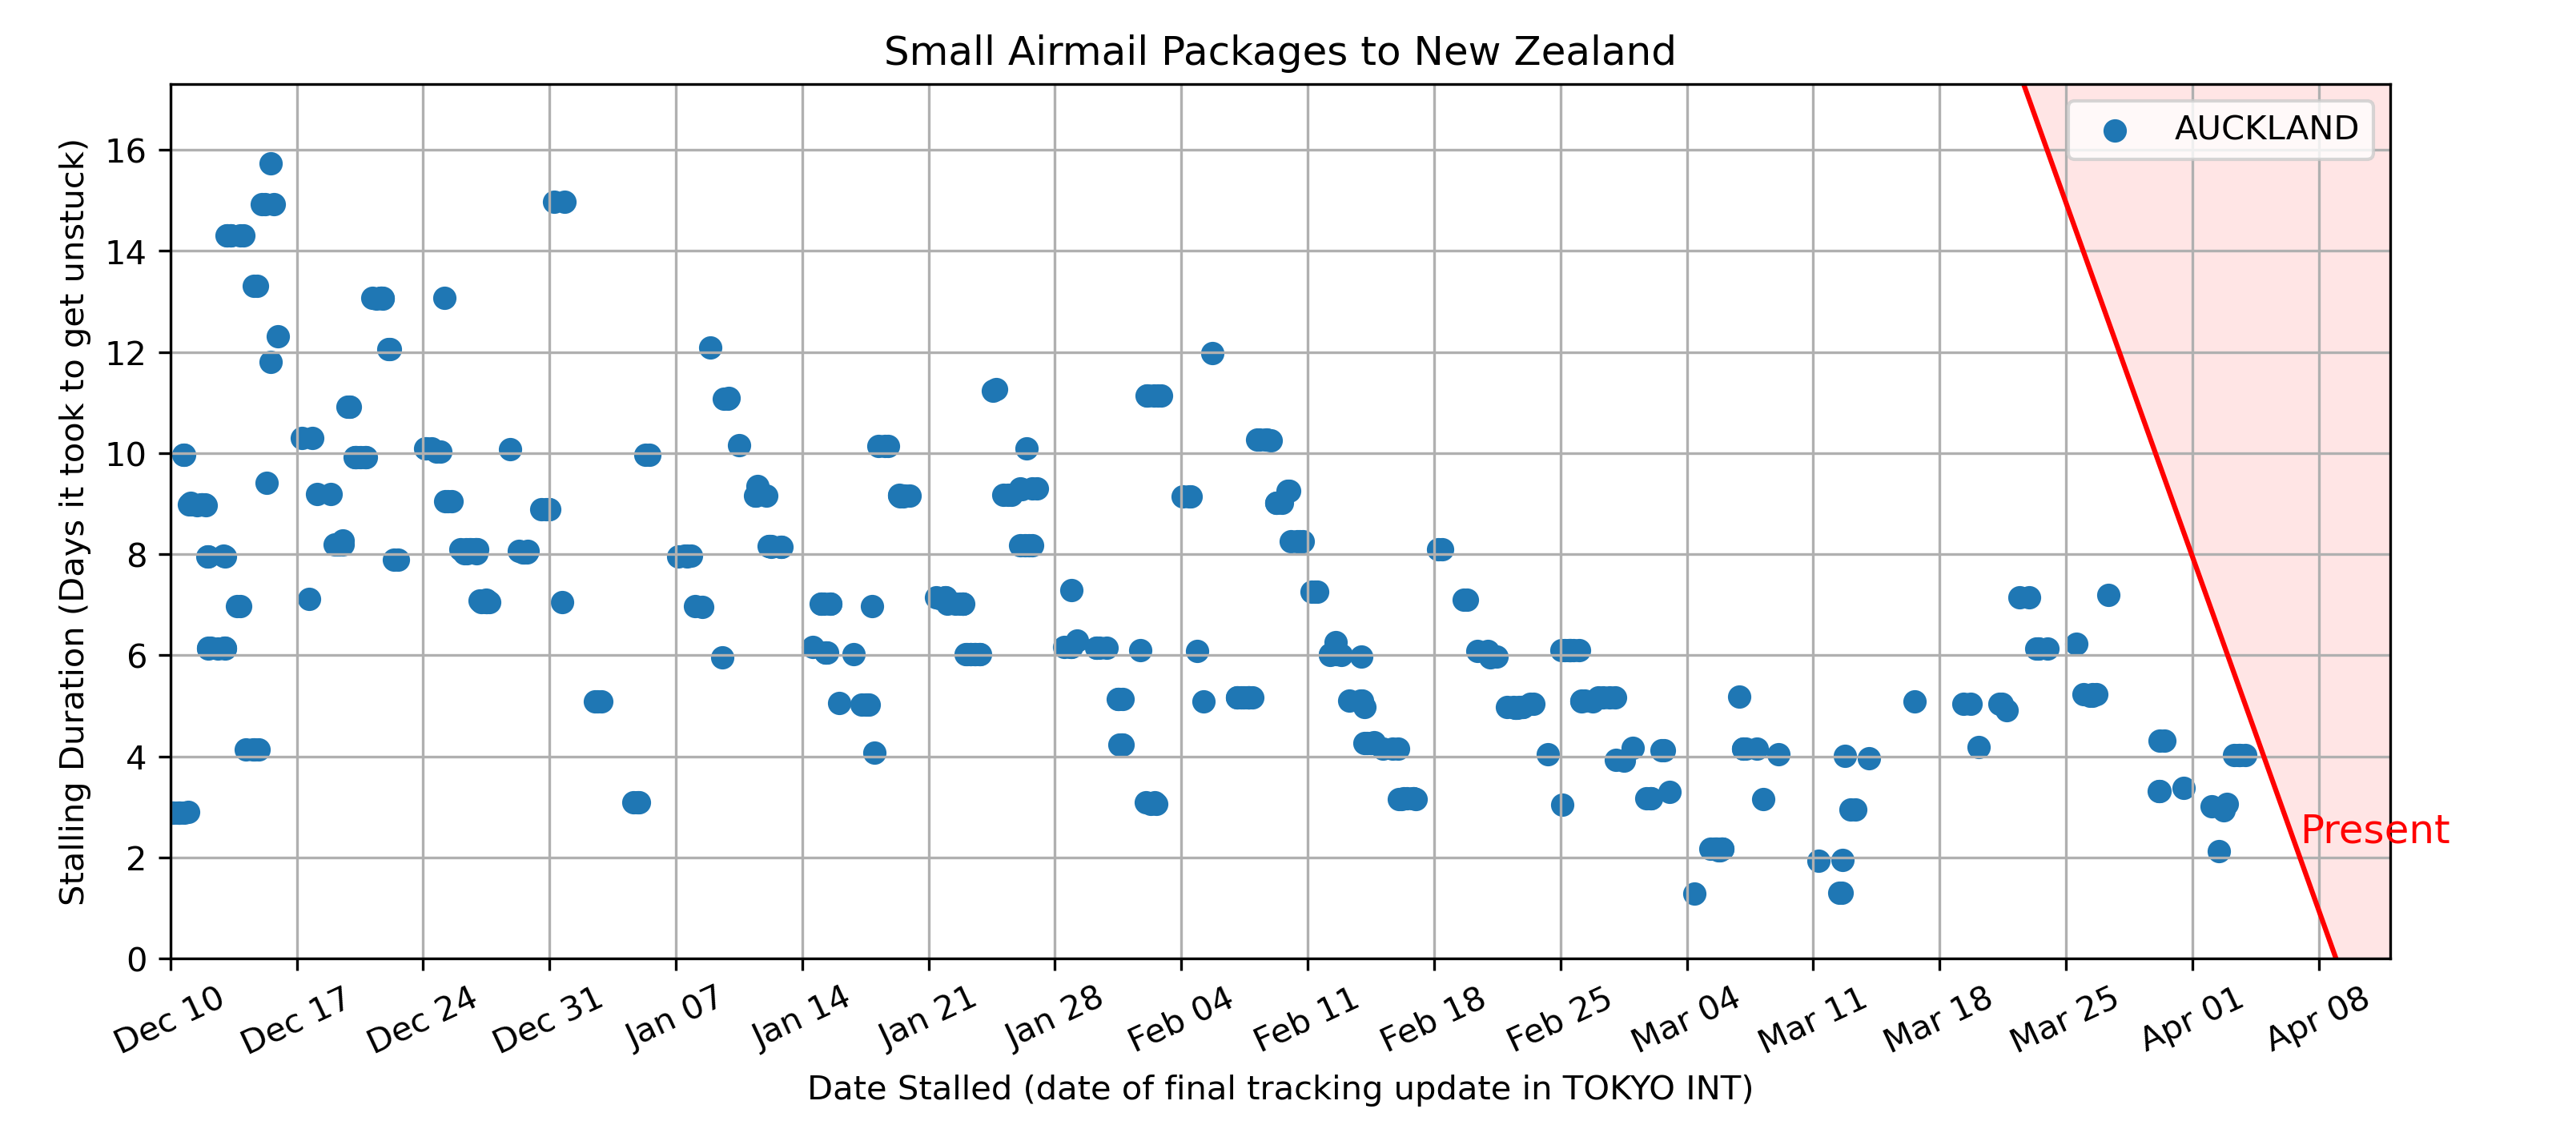 Small Airmail Packages to New Zealand
AUCKLAND
Stalling Duration (Days it took to get unstuck)
16
14
12
10
8
6
4
2
0
Present
Dec 10 Dec 17 Dec 24 Dec 31 Jan 07 Jan 14 Jan 21 Jan 28 Feb 04 Feb 11 Feb 18 Feb 25 Mar 04 Mar 11 Mar 18 Mar 25 Apr 01 Apr 08
Date Stalled (date of final tracking update in TOKYO INT)